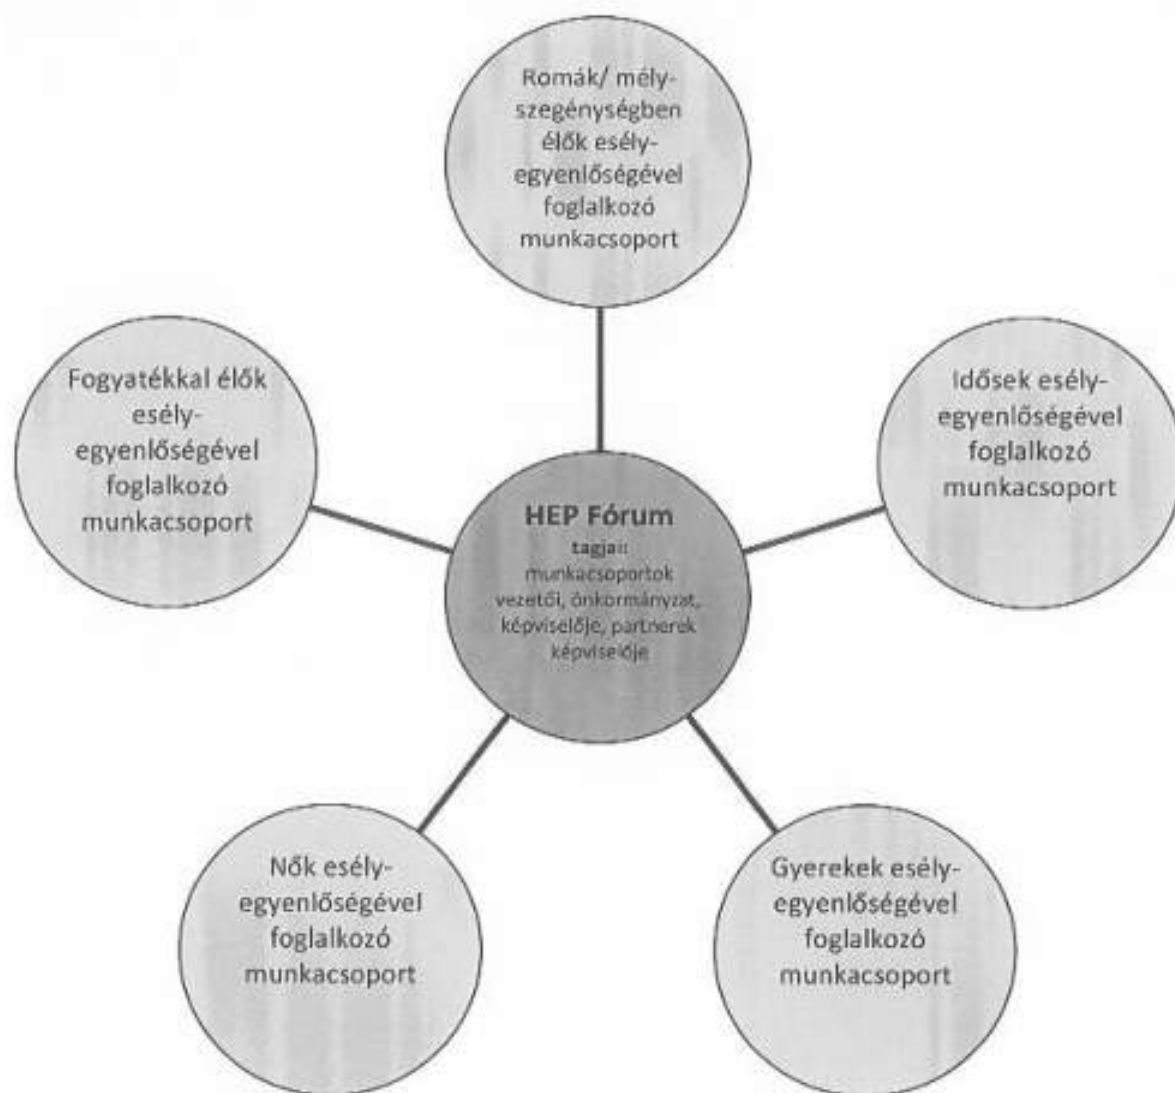 Romák/ mély-
szegénységben
élők esély-
egyenlőségével
foglalkozó
munkacsoport
Fogyatékkal élők
esély-
egyenlőségével
foglalkozó
munkacsoport
Idősek esély-
egyenlőségével
foglalkozó
munkacsoport
HEP Fórum
tagjai:
munkacsoportok
vezetői, önkormányzat,
képviselője, partnerek
képviselője
Nők esély-
egyenlőségével
foglalkozó
munkacsoport
Gyerekek esély-
egyenlőségével
foglalkozó
munkacsoport